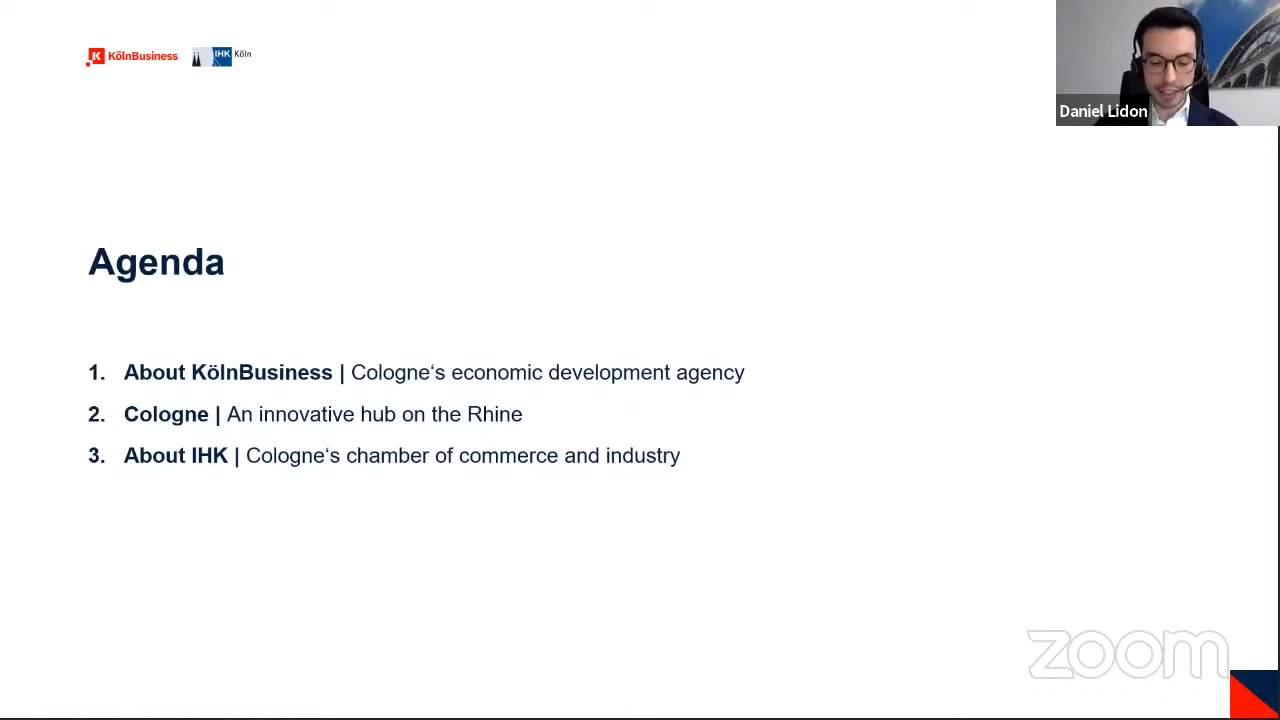 KölnBusiness
IHK Köln
Daniel Lidon
Agenda
1. About KölnBusiness | Cologne‘s economic development agency
2. Cologne | An innovative hub on the Rhine
3. About IHK | Cologne‘s chamber of commerce and industry
zoom